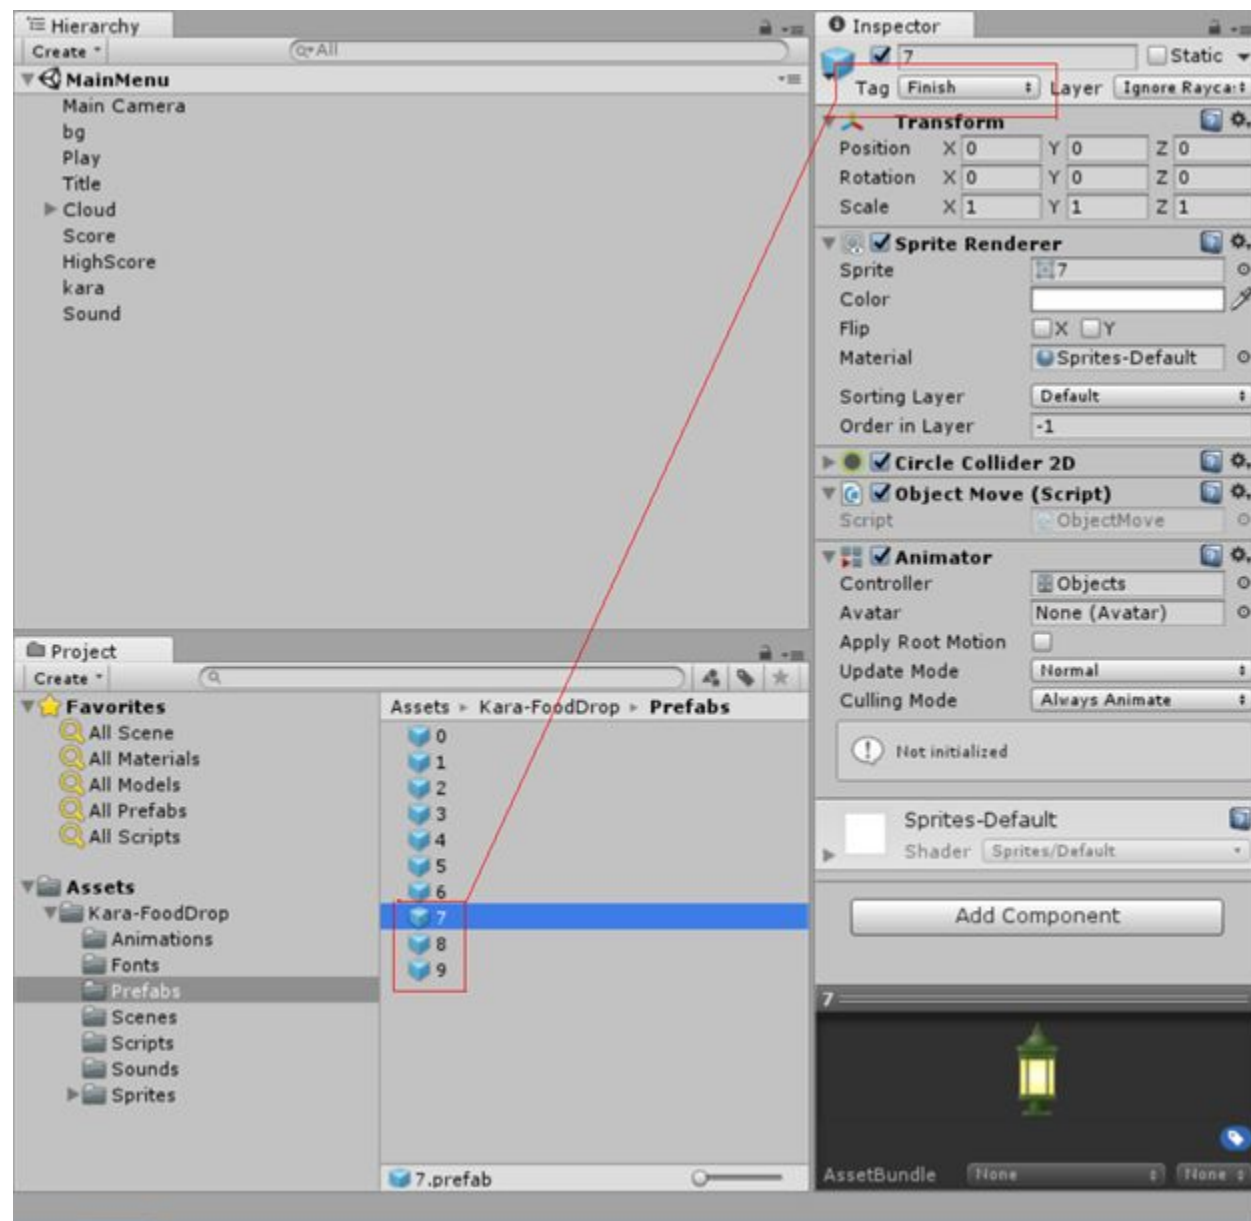 Hierarchy
Create
All
MainMenu
Main Camera
bg
Play
Title
Cloud
Score
HighScore
kara
Sound
Inspector
7
Static
Tag Finish Layer Ignore Raycast
Transform
Position X 0 Y 0 Z 0
Rotation X 0 Y 0 Z 0
Scale X 1 Y 1 Z 1
Sprite Renderer
Sprite 7
Color
Flip X Y
Material Sprites-Default
Sorting Layer Default
Order in Layer -1
Circle Collider 2D
Object Move (Script)
Script ObjectMove
Animator
Controller Objects
Avatar None (Avatar)
Apply Root Motion
Update Mode Normal
Culling Mode Always Animate
Not initialized
Sprites-Default
Shader Sprites/Default
Add Component
7
AssetBundle None None
Project
Create
Favorites
All Scene
All Materials
All Models
All Prefabs
All Scripts
Assets
Kara-FoodDrop
Animations
Fonts
Prefabs
Scenes
Scripts
Sounds
Sprites
Assets Kara-FoodDrop Prefabs
0
1
2
3
4
5
6
7
8
9
7.prefab